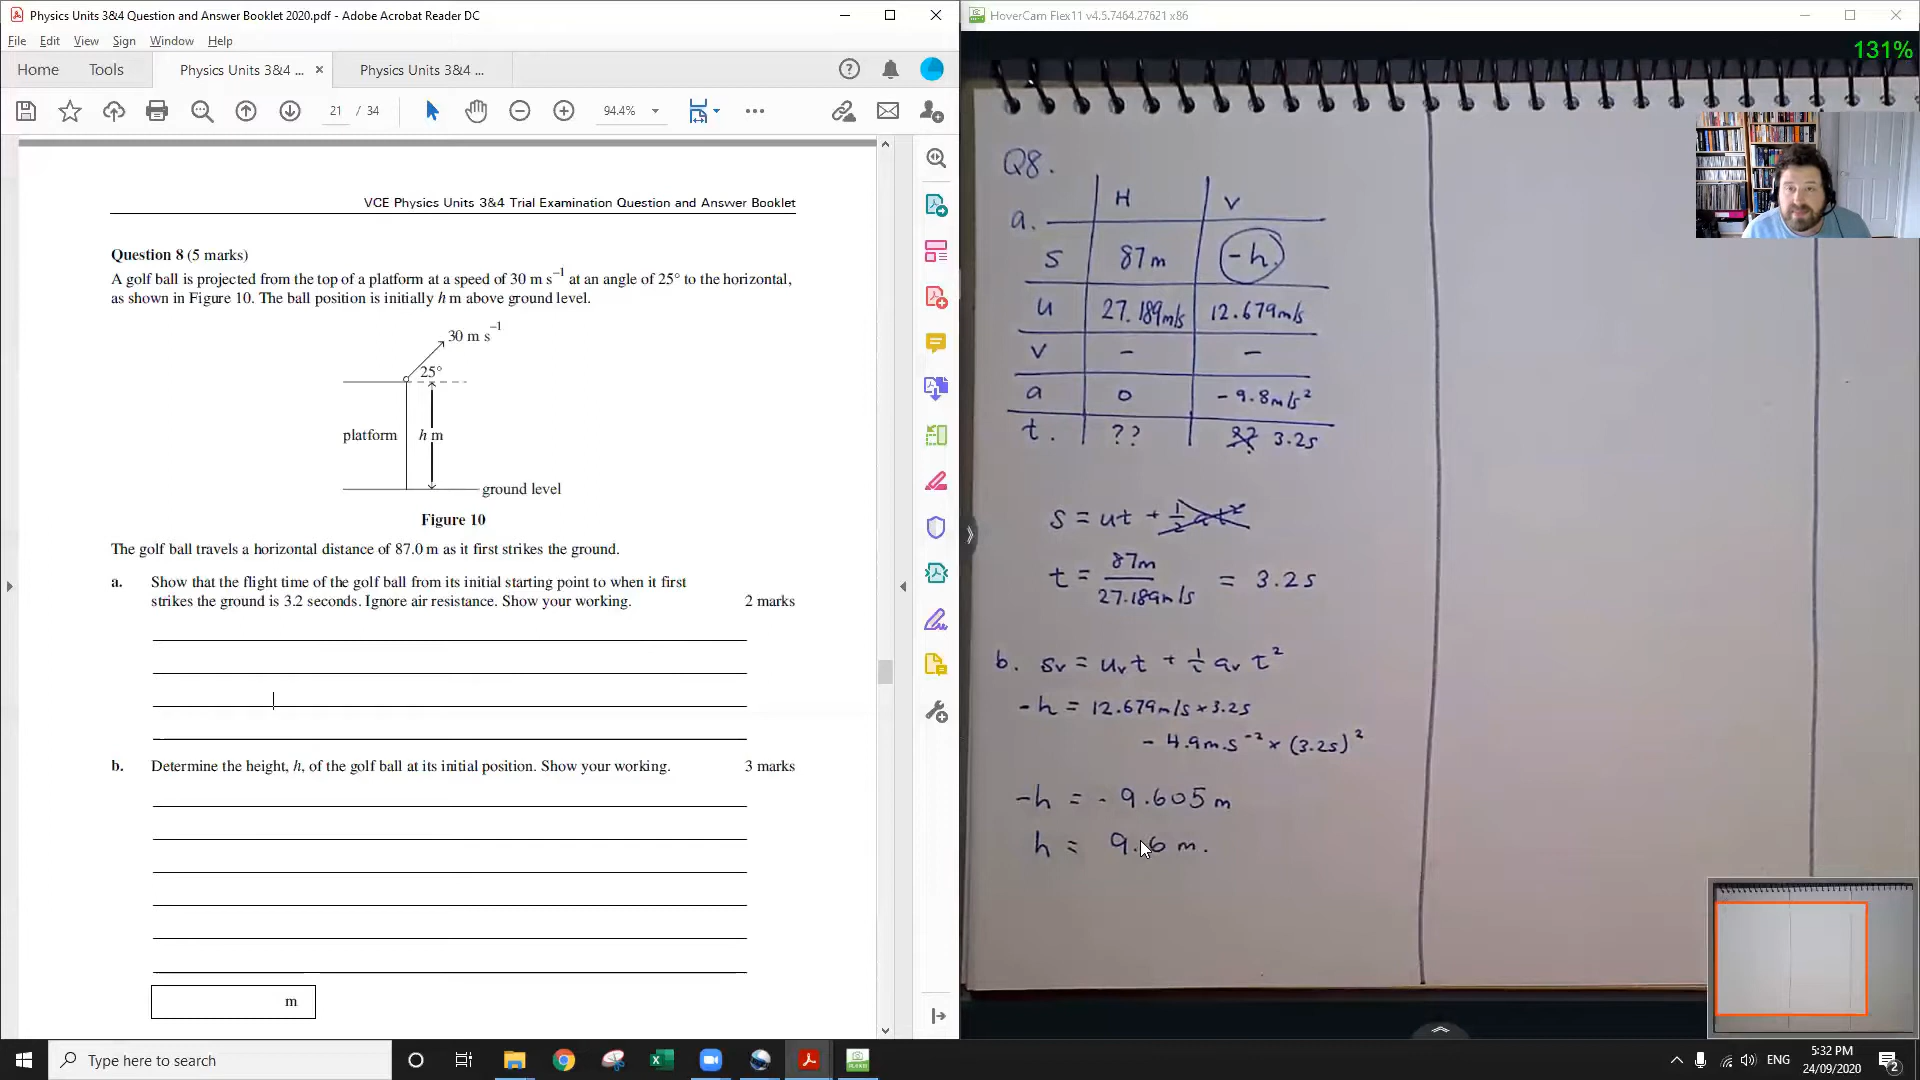 Physics Units 3&4 Question and Answer Booklet 2020.pdf - Adobe Acrobat Reader DC
File Edit View Sign Window Help
Home Tools Physics Units 3&4 ... × Physics Units 3&4 ...
21 / 34 94.4%
VCE Physics Units 3&4 Trial Examination Question and Answer Booklet
Question 8 (5 marks)
A golf ball is projected from the top of a platform at a speed of 30 m s⁻¹ at an angle of 25° to the horizontal,
as shown in Figure 10. The ball position is initially h m above ground level.
30 m s⁻¹
25°
platform h m
ground level
Figure 10
The golf ball travels a horizontal distance of 87.0 m as it first strikes the ground.
a. Show that the flight time of the golf ball from its initial starting point to when it first
strikes the ground is 3.2 seconds. Ignore air resistance. Show your working. 2 marks
b. Determine the height, h, of the golf ball at its initial position. Show your working. 3 marks
m
HoverCam Flex11 v4.5.7464.27621 x86
131%
Q8.
a. H V
s 87m -h.
u 27.189m/s 12.679m/s
v - -
a 0 -9.8m/s²
t. ?? ?? 3.2s
s = ut + ½at²
t = 87m / 27.189m/s = 3.2s
b. sv = uvt + ½ av t²
-h = 12.679m/s × 3.2s
- 4.9m.s⁻² × (3.2s)²
-h = - 9.605 m
h = 9.6 m.
Type here to search
ENG
5:32 PM
24/09/2020
2